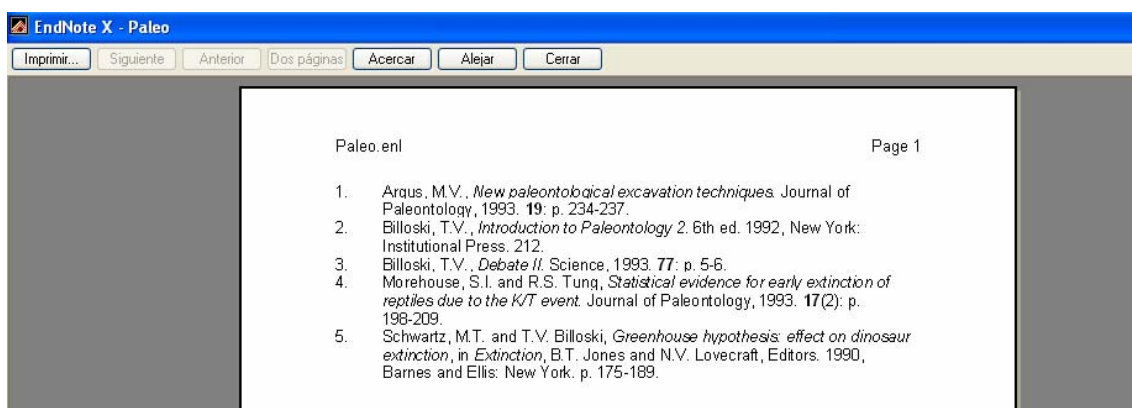 EndNote X - Paleo
Imprimir... Siguiente Anterior Dos páginas Acercar Alejar Cerrar
Paleo.enl Page 1
1. Argus, M.V., New paleontological excavation techniques. Journal of
Paleontology, 1993. 19: p. 234-237.
2. Billoski, T.V., Introduction to Paleontology 2. 6th ed. 1992, New York:
Institutional Press. 212.
3. Billoski, T.V., Debate II. Science, 1993. 77: p. 5-6.
4. Morehouse, S.I. and R.S. Tung, Statistical evidence for early extinction of
reptiles due to the K/T event. Journal of Paleontology, 1993. 17(2): p.
198-209.
5. Schwartz, M.T. and T.V. Billoski, Greenhouse hypothesis: effect on dinosaur
extinction, in Extinction, B.T. Jones and N.V. Lovecraft, Editors. 1990,
Barnes and Ellis: New York. p. 175-189.